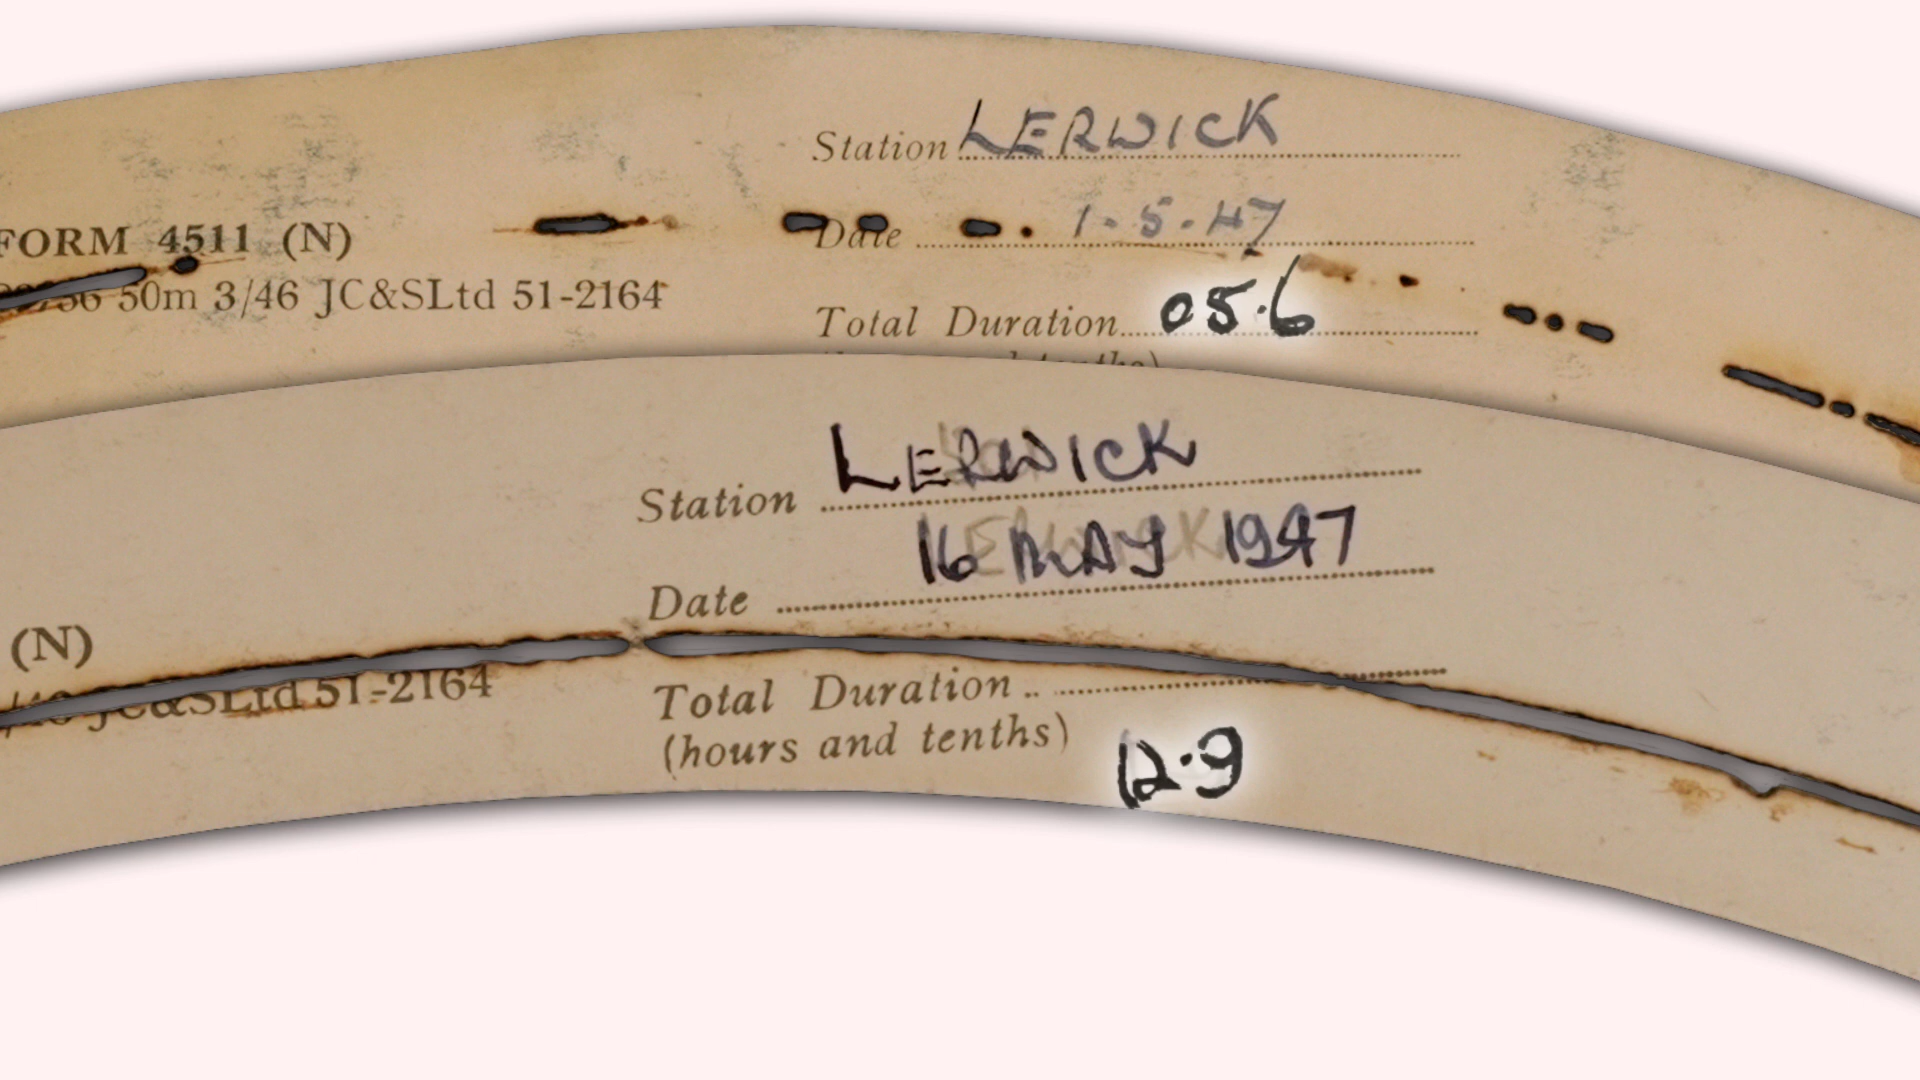 Station LERWICK
FORM 4511 (N)
Date 1.5.47
50m 3/46 JC&SLtd 51-2164
Total Duration 05.6
Station LERWICK
16 MAY 1947
Date
(N)
JC&SLtd 51-2164
Total Duration
(hours and tenths)
12.9